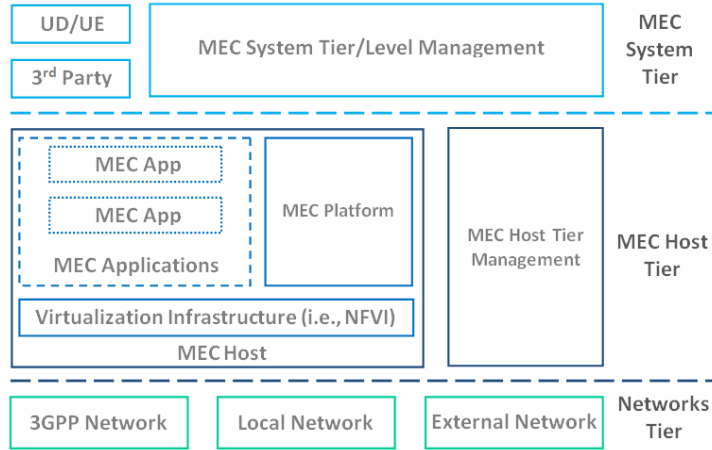 UD/UE
3rd Party
MEC System Tier/Level Management
MEC
System
Tier
MEC App
MEC App
MEC Applications
MEC Platform
Virtualization Infrastructure (i.e., NFVI)
MEC Host
MEC Host Tier
Management
MEC Host
Tier
3GPP Network
Local Network
External Network
Networks
Tier